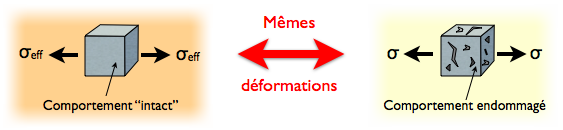 σeff
σeff
Comportement “intact”
Mêmes
déformations
σ
σ
Comportement endommagé